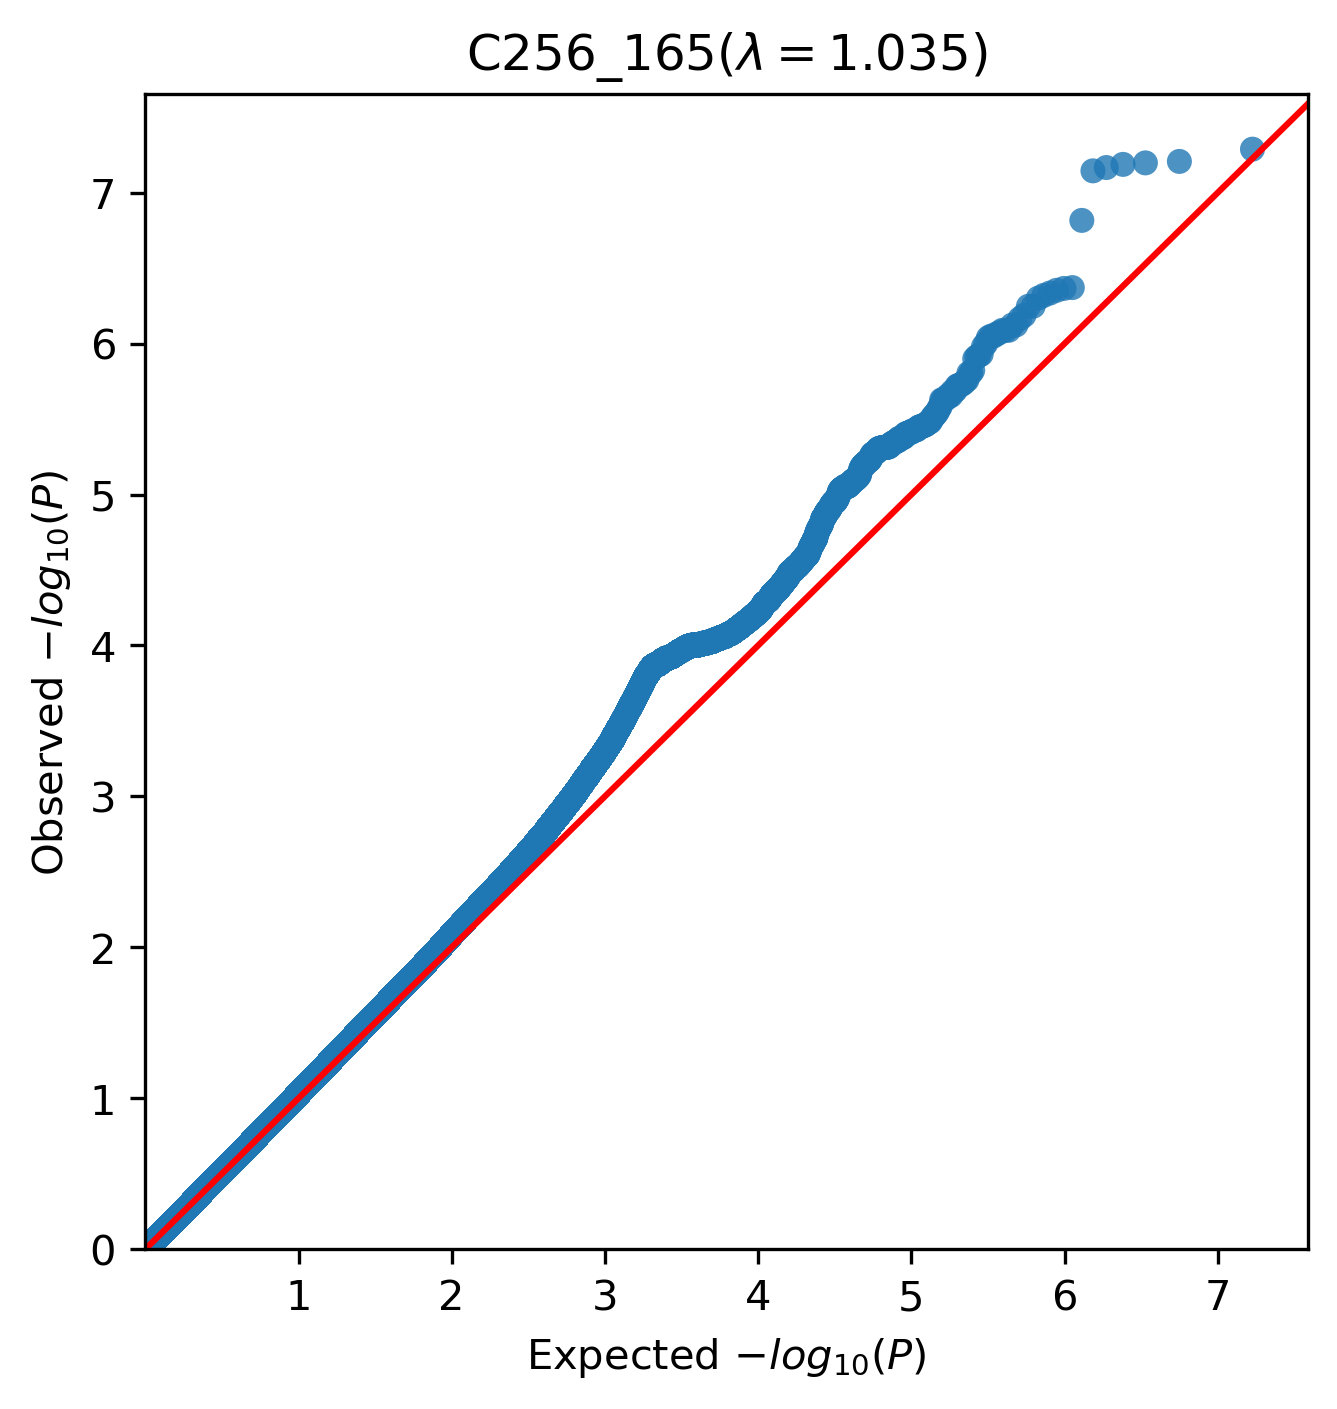 C256_165(λ = 1.035)
Observed −log₁₀(P)
7
6
5
4
3
2
1
0
1 2 3 4 5 6 7
Expected −log₁₀(P)